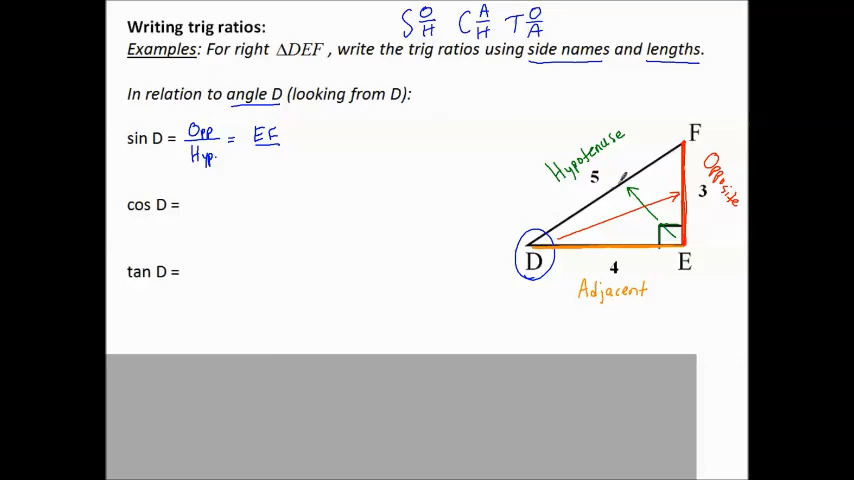 Writing trig ratios:
S O/H C A/H T O/A
Examples: For right △DEF , write the trig ratios using side names and lengths.
In relation to angle D (looking from D):
sin D = Opp/Hyp. = EF
cos D =
tan D =
F
Hypotenuse
Opposite
5
3
D
4
E
Adjacent